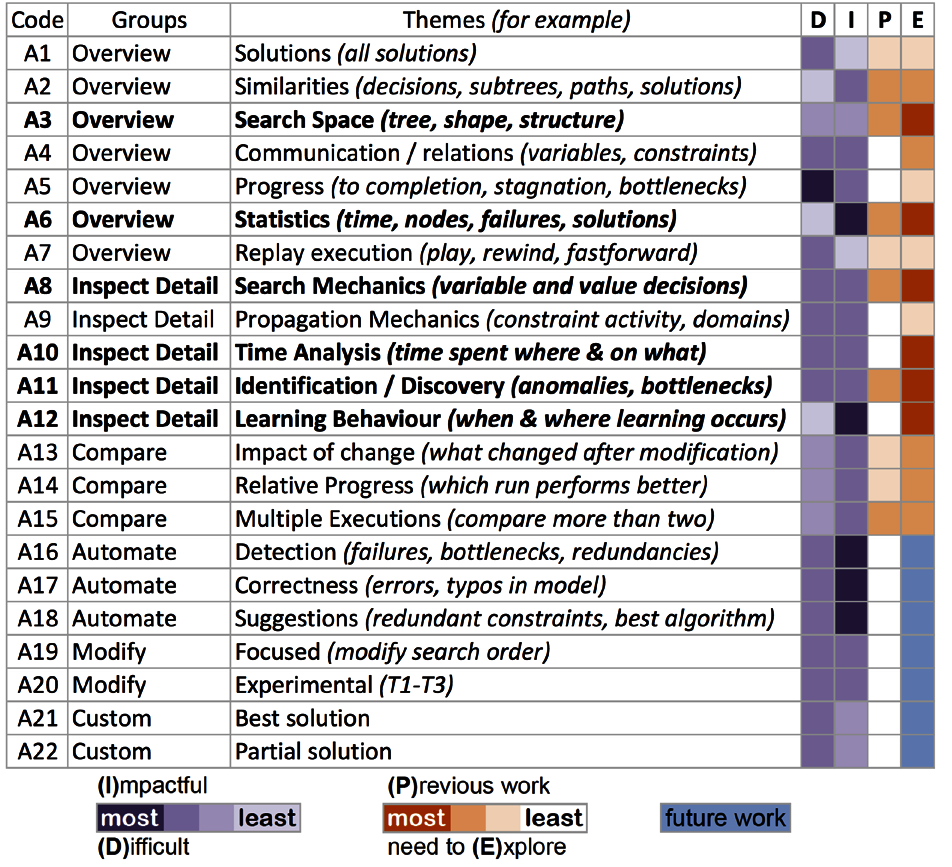 Code Groups Themes (for example) D I P E
A1 Overview Solutions (all solutions)
A2 Overview Similarities (decisions, subtrees, paths, solutions)
A3 Overview Search Space (tree, shape, structure)
A4 Overview Communication / relations (variables, constraints)
A5 Overview Progress (to completion, stagnation, bottlenecks)
A6 Overview Statistics (time, nodes, failures, solutions)
A7 Overview Replay execution (play, rewind, fastforward)
A8 Inspect Detail Search Mechanics (variable and value decisions)
A9 Inspect Detail Propagation Mechanics (constraint activity, domains)
A10 Inspect Detail Time Analysis (time spent where & on what)
A11 Inspect Detail Identification / Discovery (anomalies, bottlenecks)
A12 Inspect Detail Learning Behaviour (when & where learning occurs)
A13 Compare Impact of change (what changed after modification)
A14 Compare Relative Progress (which run performs better)
A15 Compare Multiple Executions (compare more than two)
A16 Automate Detection (failures, bottlenecks, redundancies)
A17 Automate Correctness (errors, typos in model)
A18 Automate Suggestions (redundant constraints, best algorithm)
A19 Modify Focused (modify search order)
A20 Modify Experimental (T1-T3)
A21 Custom Best solution
A22 Custom Partial solution
(I)mpactful (P)revious work
most least most least future work
(D)ifficult need to (E)xplore